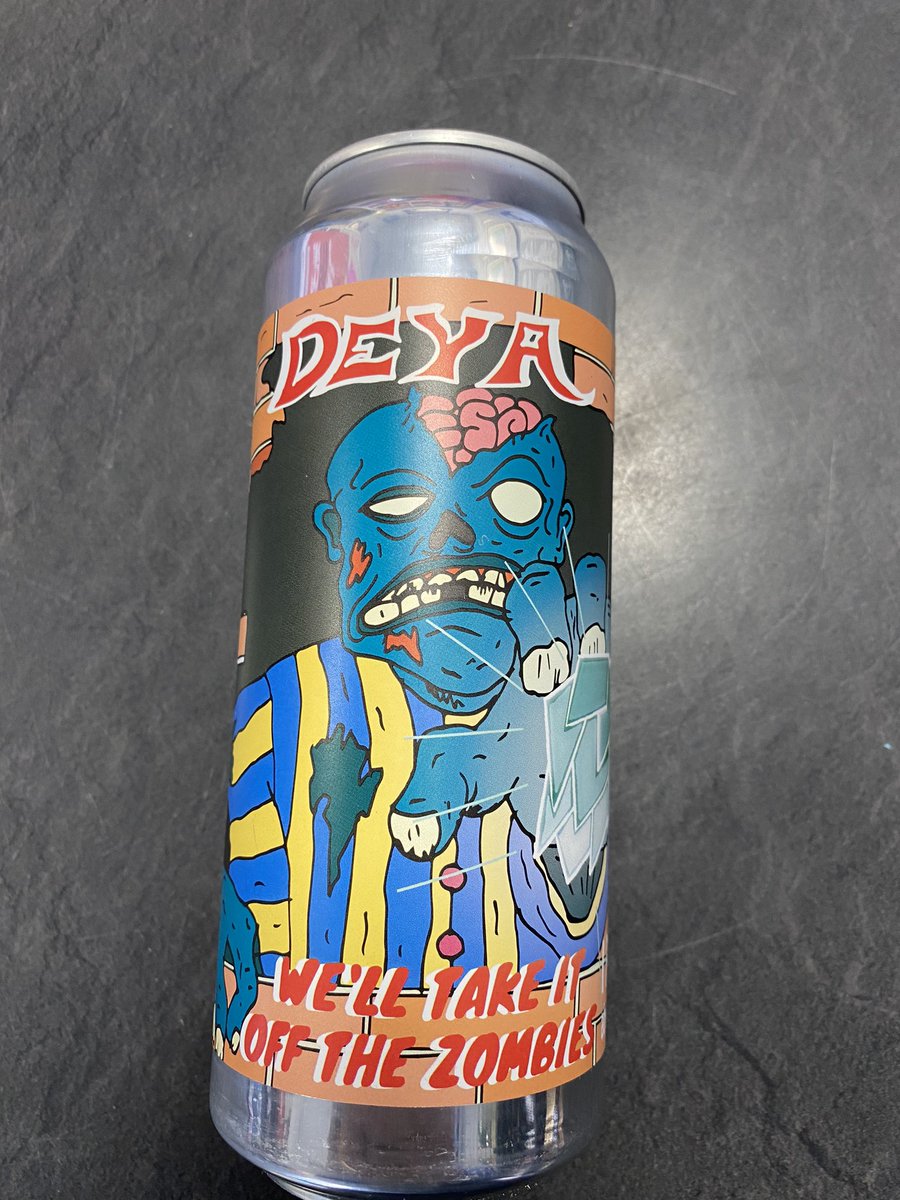 DEYA
WE'LL TAKE IT
OFF THE ZOMBIES